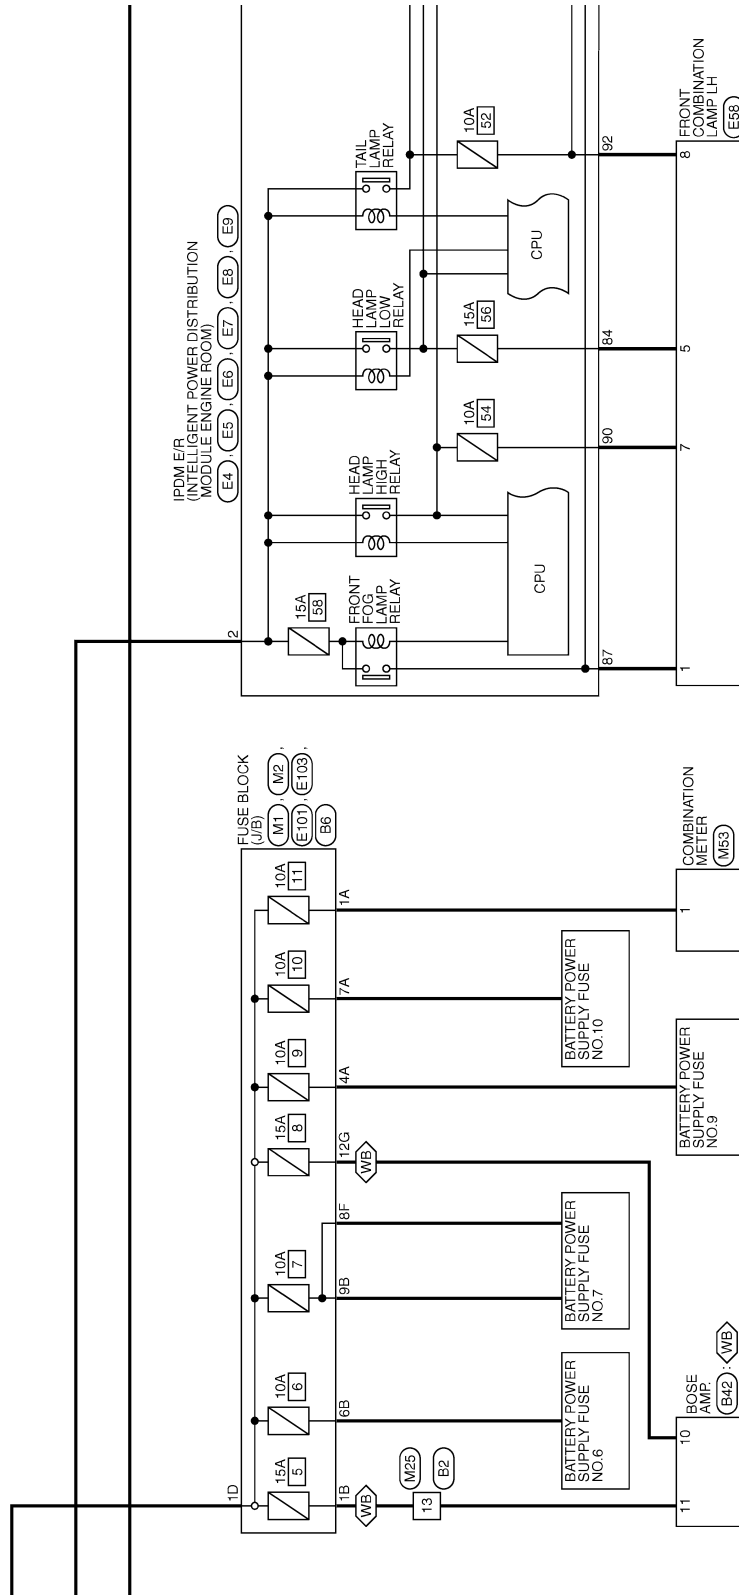 1D
FUSE BLOCK
(J/B)
M1 , M2 ,
E101 , E103 ,
B6
15A
5
10A
6
10A
7
15A
8
10A
9
10A
10
10A
11
1B
6B
9B
8F
12G
4A
7A
1A
WB
WB
M25
13
B2
BATTERY POWER
SUPPLY FUSE
NO.6
BATTERY POWER
SUPPLY FUSE
NO.7
BATTERY POWER
SUPPLY FUSE
NO.10
BOSE
AMP.
B42 : WB
11
10
BATTERY POWER
SUPPLY FUSE
NO.9
COMBINATION
METER
M53
1
IPDM E/R
(INTELLIGENT POWER DISTRIBUTION
MODULE ENGINE ROOM)
E4 , E5 , E6 , E7 , E8 , E9
2
15A
58
FRONT
FOG
LAMP
RELAY
HEAD
LAMP
HIGH
RELAY
HEAD
LAMP
LOW
RELAY
TAIL
LAMP
RELAY
10A
54
15A
56
10A
52
CPU
CPU
87
90
84
92
FRONT
COMBINATION
LAMP LH
E58
1
7
5
8